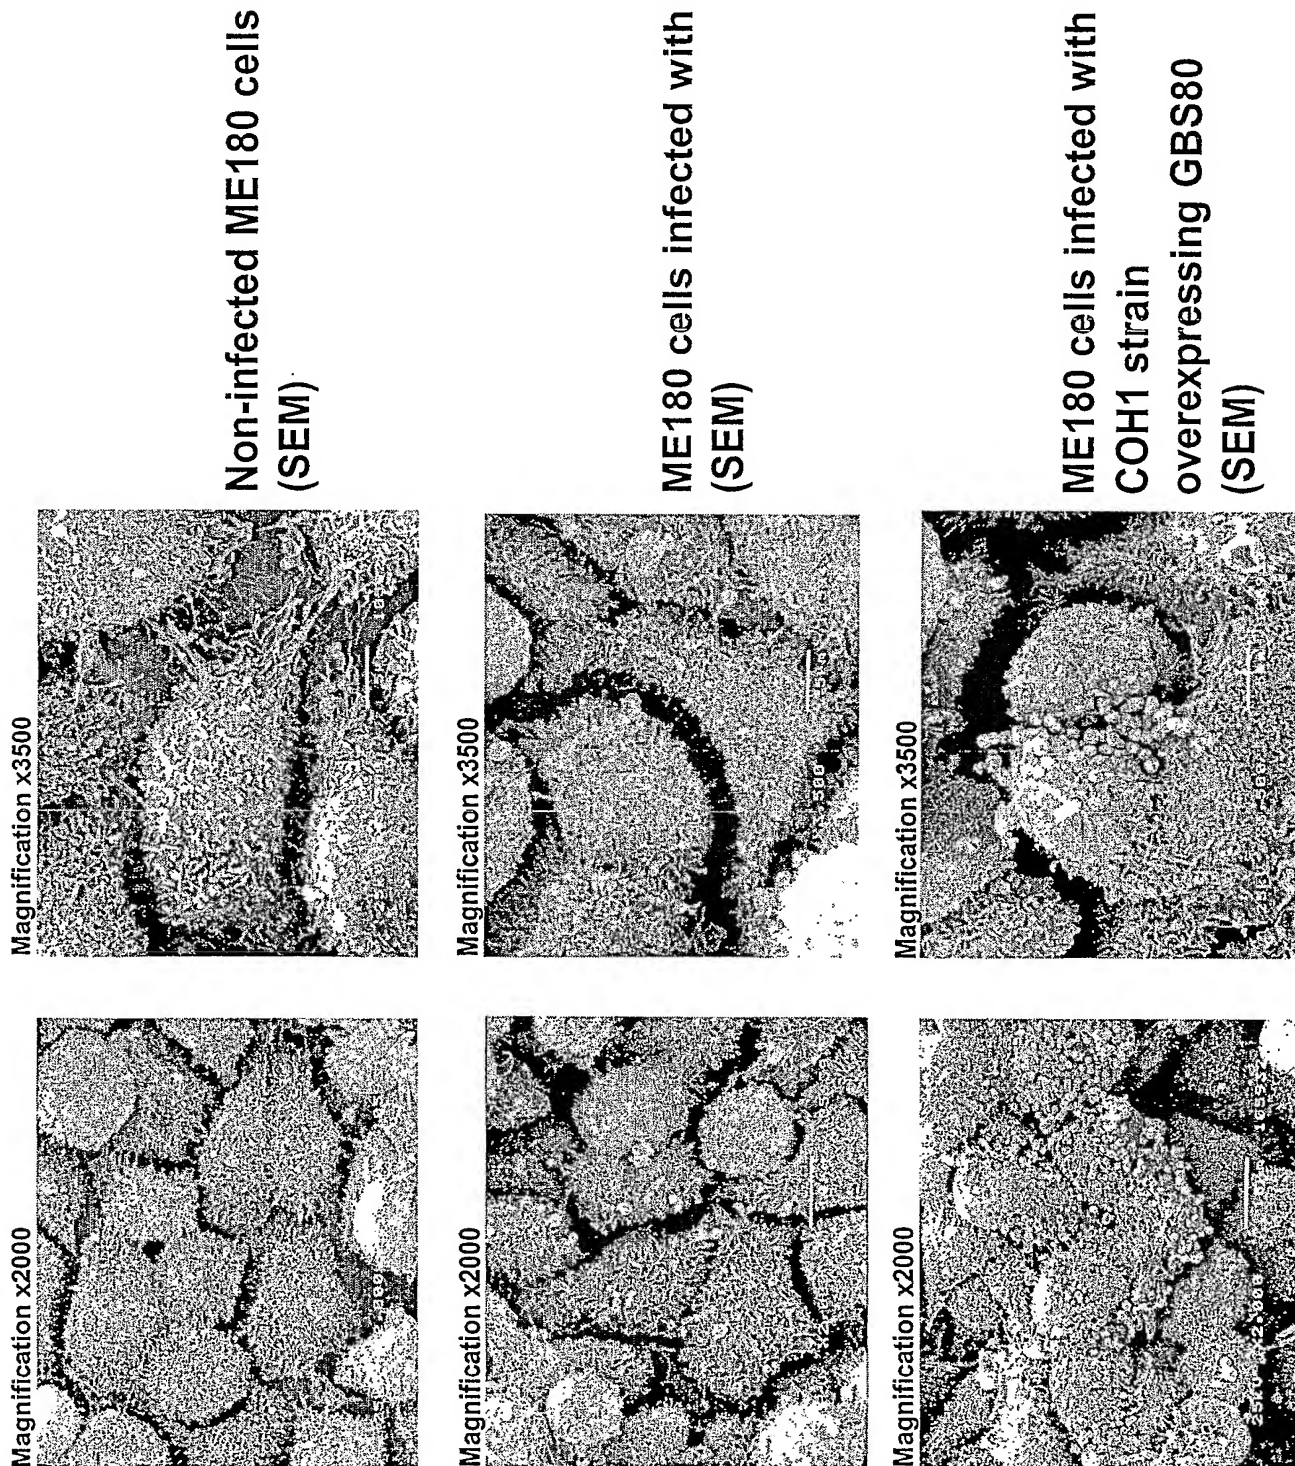 Magnification x2000
Magnification x3500
Non-infected ME180 cells
(SEM)
Magnification x2000
Magnification x3500
ME180 cells infected with
(SEM)
Magnification x2000
Magnification x3500
ME180 cells infected with
COH1 strain
overexpressing GBS80
(SEM)